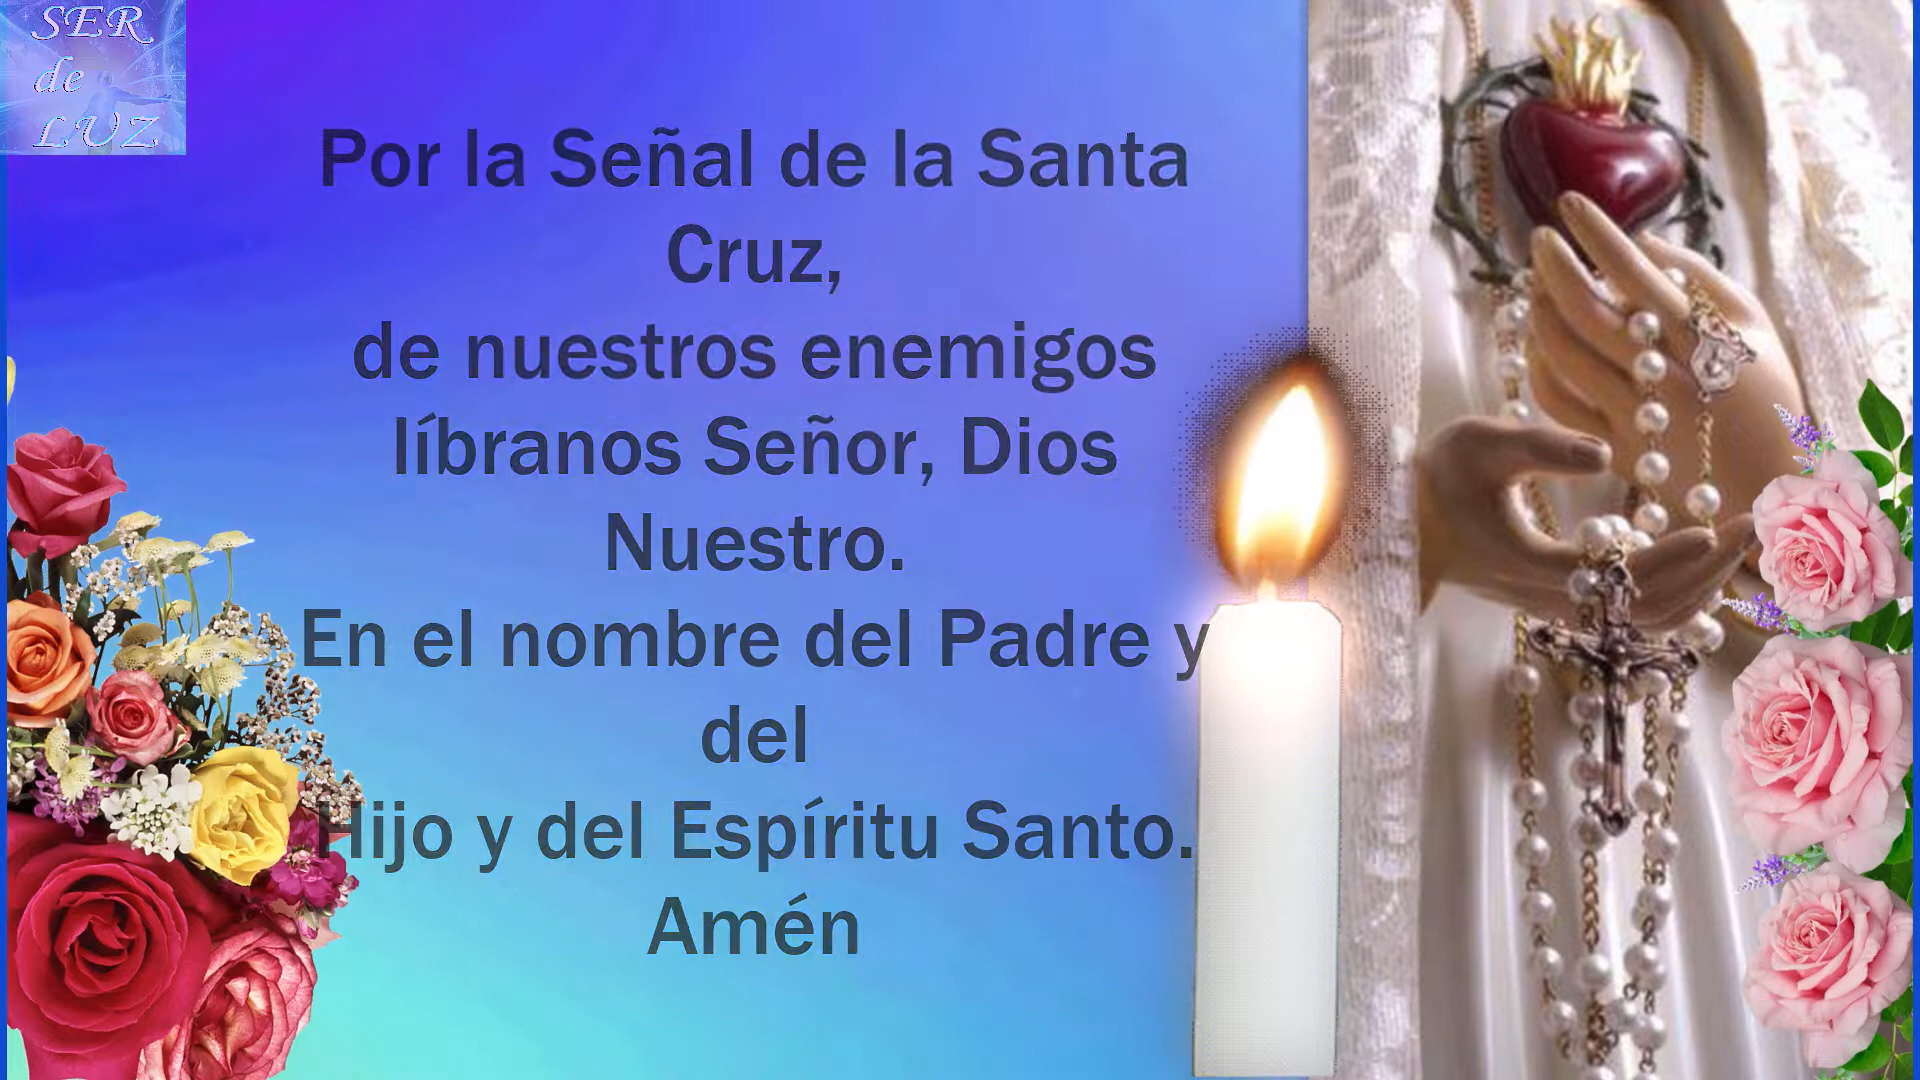 SER
de
LUZ
Por la Señal de la Santa
Cruz,
de nuestros enemigos
líbranos Señor, Dios
Nuestro.
En el nombre del Padre y
del
Hijo y del Espíritu Santo.
Amén